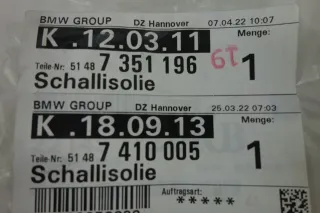 BMW GROUP DZ Hannover 07.04.22 10:07
K .12.03.11 Menge:
Teile-Nr: 51 48 7 351 196 1
Schallisolie
BMW GROUP DZ Hannover 25.03.22 07:03
K .18.09.13 Menge:
Teile-Nr: 51 48 7 410 005 1
Schallisolie
Auftragsart:
*****